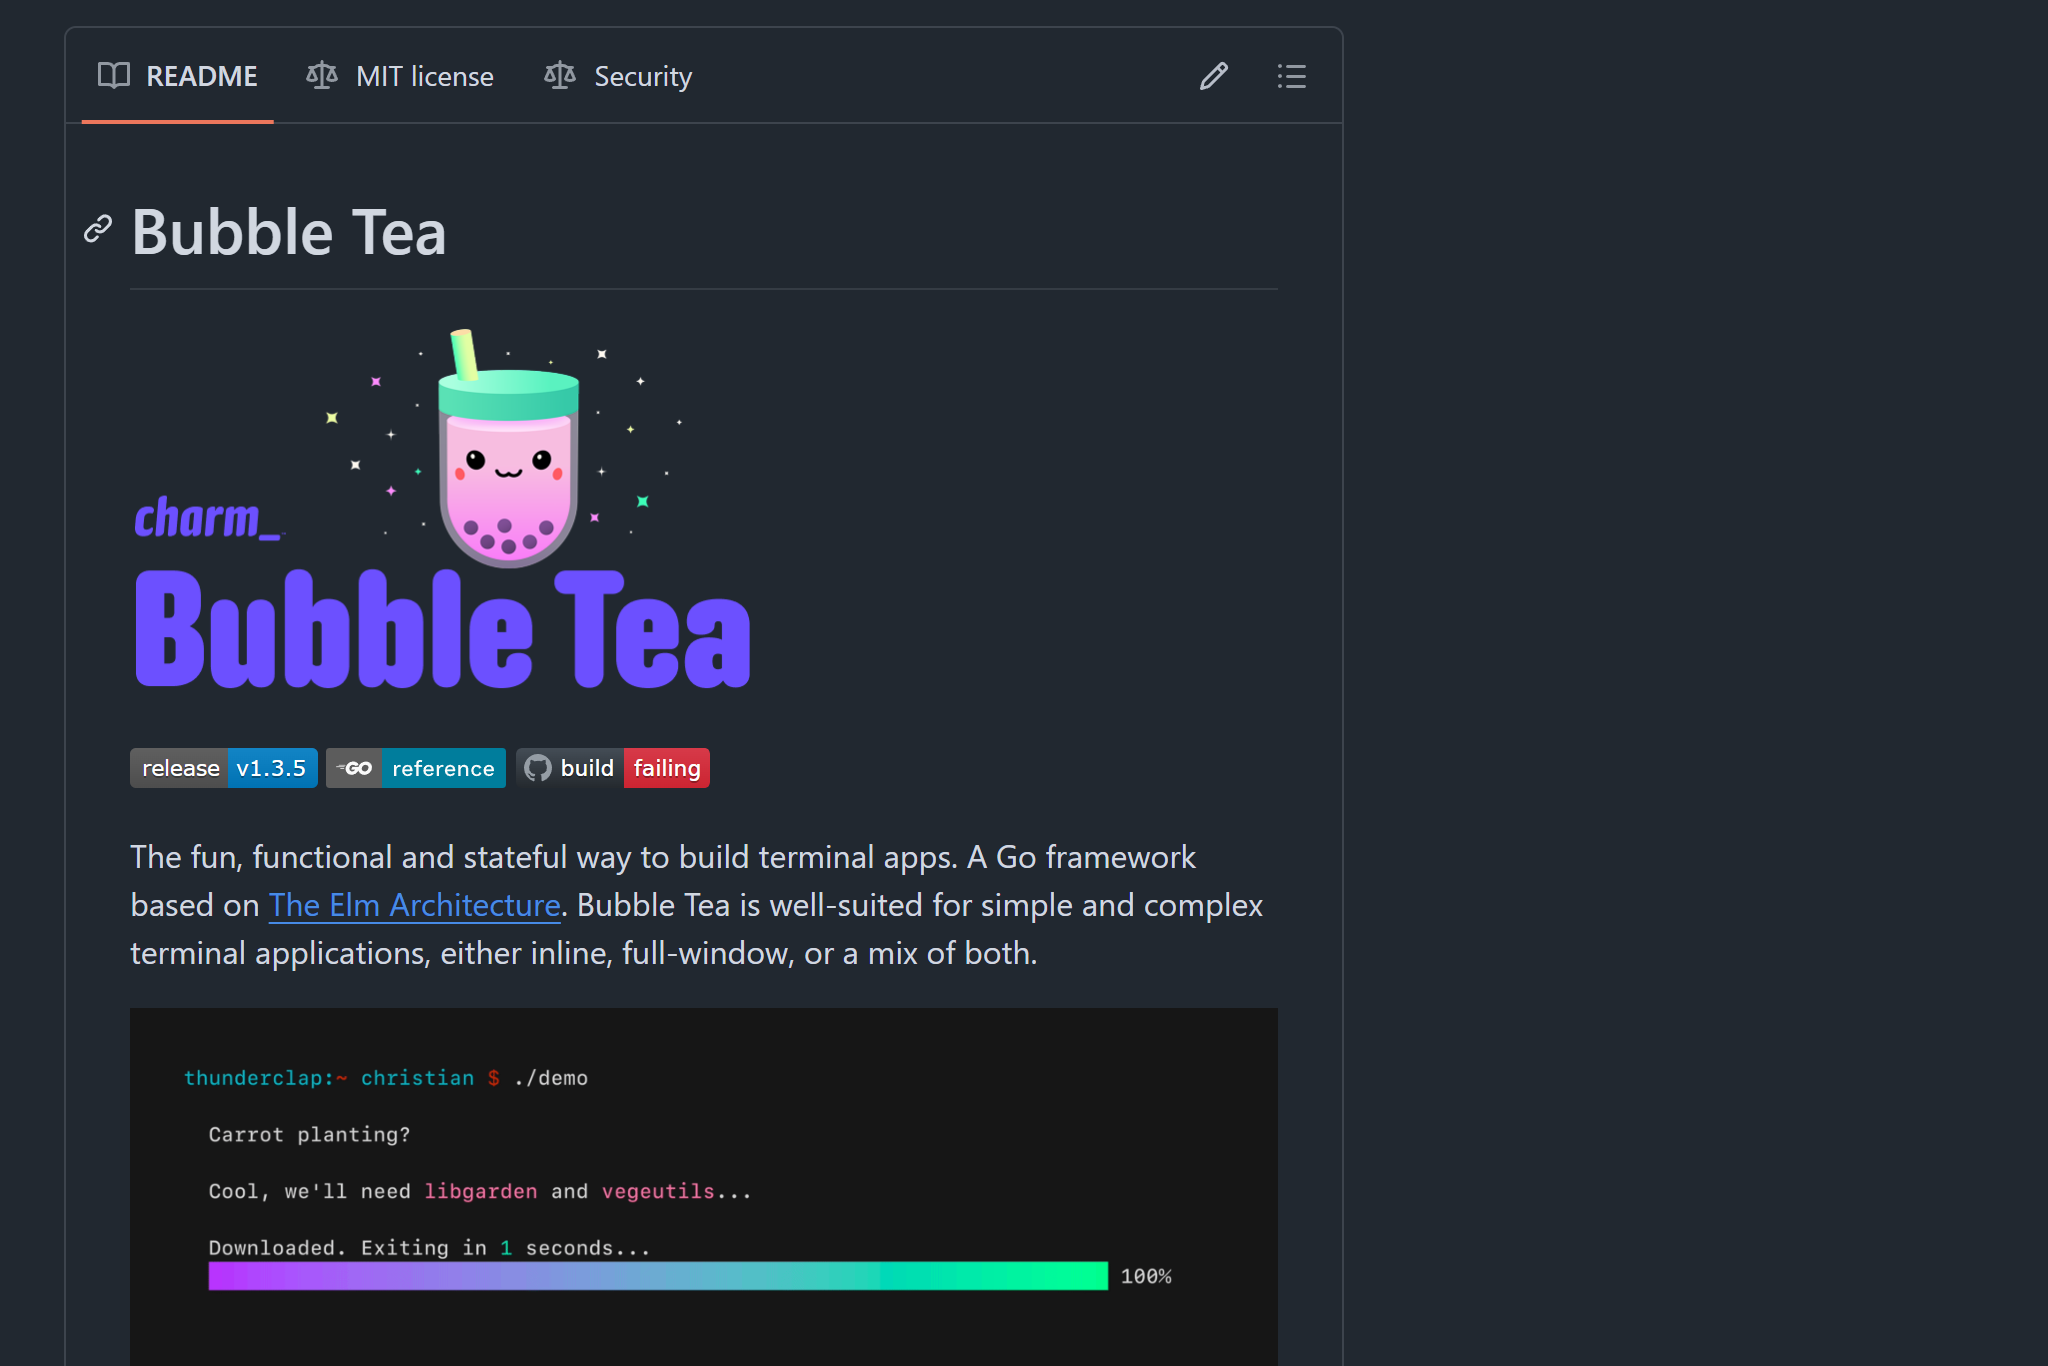 README MIT license Security
Bubble Tea
charm_
Bubble Tea
release v1.3.5 GO reference build failing
The fun, functional and stateful way to build terminal apps. A Go framework
based on The Elm Architecture. Bubble Tea is well-suited for simple and complex
terminal applications, either inline, full-window, or a mix of both.
thunderclap:~ christian $ ./demo
Carrot planting?
Cool, we'll need libgarden and vegeutils...
Downloaded. Exiting in 1 seconds...
100%